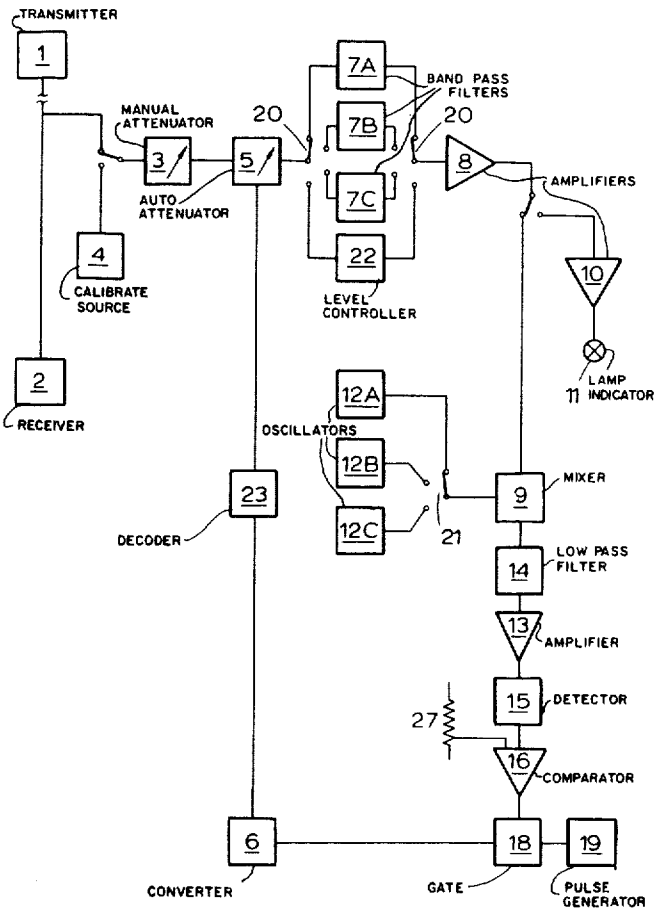 TRANSMITTER
1
MANUAL
ATTENUATOR
3
5
AUTO
ATTENUATOR
4
CALIBRATE
SOURCE
2
RECEIVER
20
7A
7B
7C
22
BAND PASS
FILTERS
20
LEVEL
CONTROLLER
8
AMPLIFIERS
10
11
LAMP
INDICATOR
12A
OSCILLATORS
12B
12C
21
9
MIXER
23
DECODER
14
LOW PASS
FILTER
13
AMPLIFIER
15
DETECTOR
27
16
COMPARATOR
6
CONVERTER
18
GATE
19
PULSE
GENERATOR